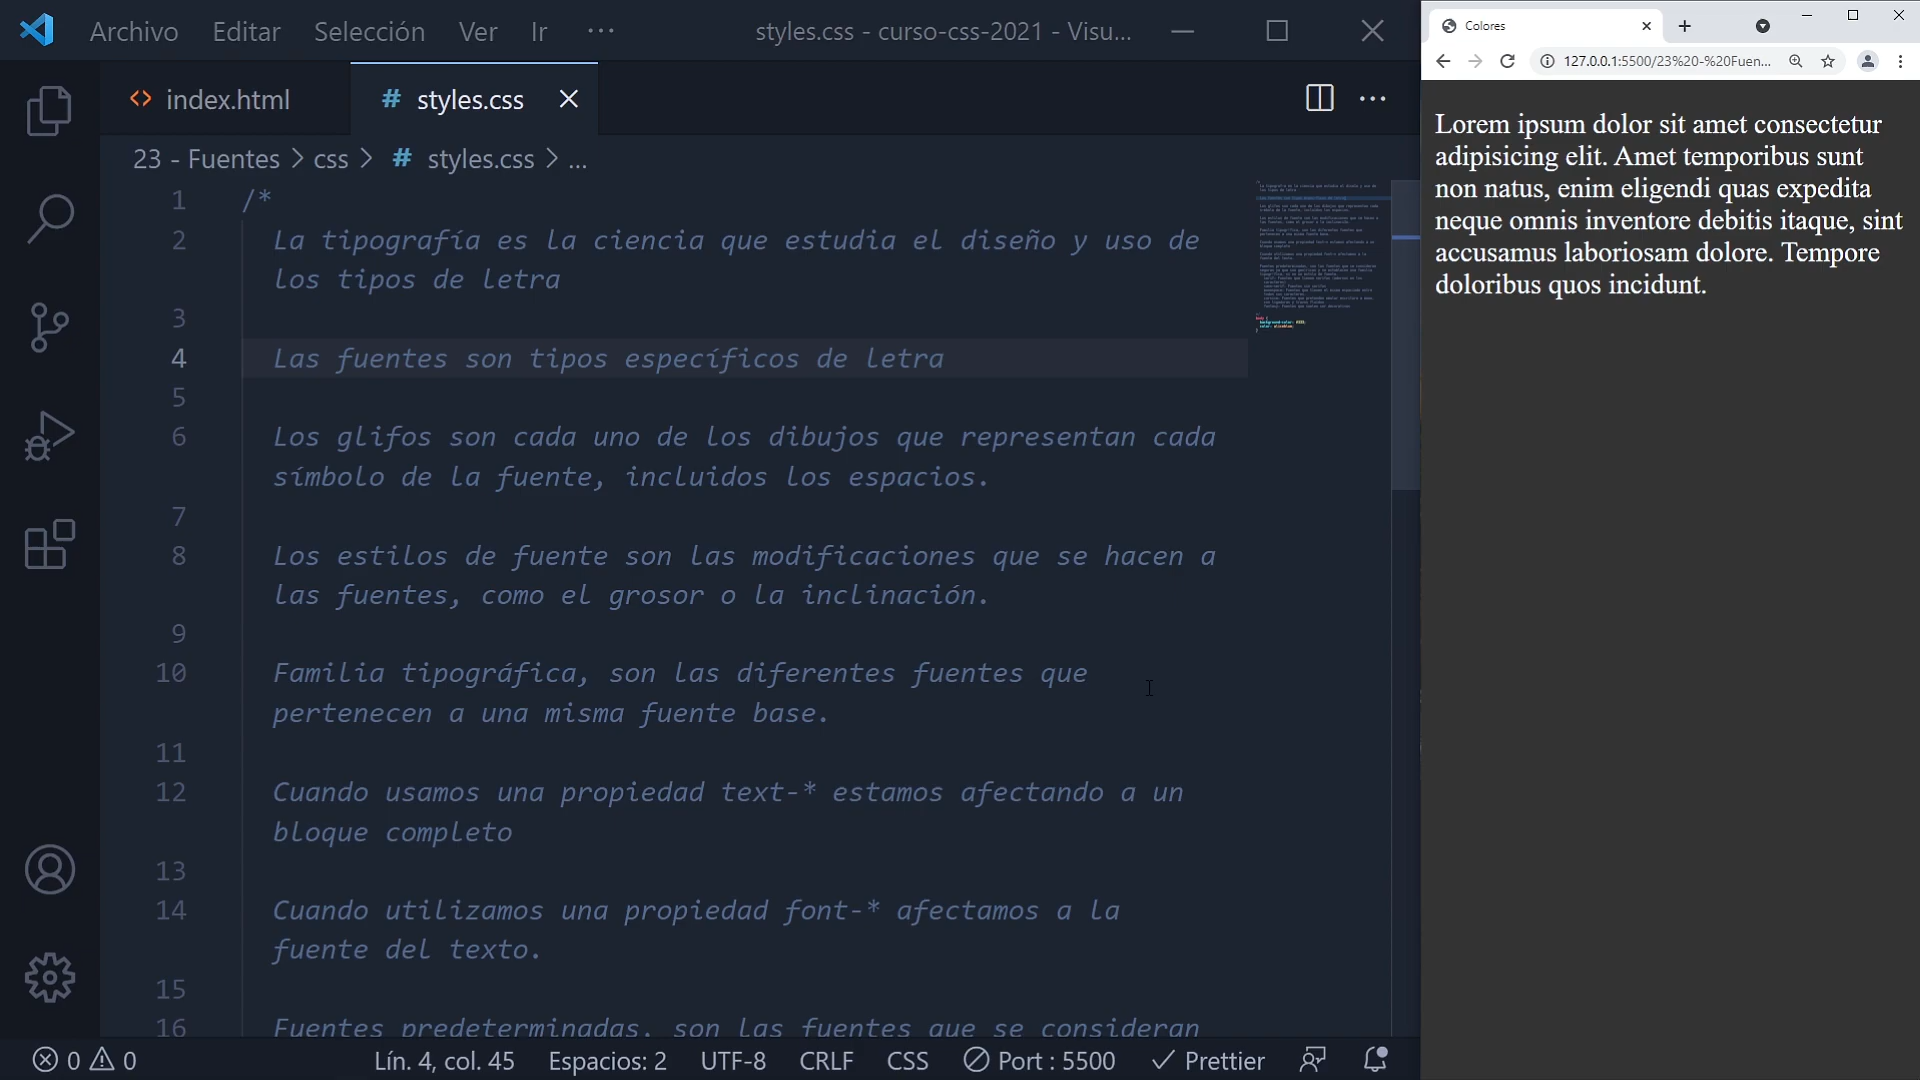 Archivo Editar Selección Ver Ir ··· styles.css - curso-css-2021 - Visu...
<> index.html # styles.css
23 - Fuentes > css > # styles.css > ...
1 /*
2 La tipografía es la ciencia que estudia el diseño y uso de
los tipos de letra
3
4 Las fuentes son tipos específicos de letra
5
6 Los glifos son cada uno de los dibujos que representan cada
símbolo de la fuente, incluidos los espacios.
7
8 Los estilos de fuente son las modificaciones que se hacen a
las fuentes, como el grosor o la inclinación.
9
10 Familia tipográfica, son las diferentes fuentes que
pertenecen a una misma fuente base.
11
12 Cuando usamos una propiedad text-* estamos afectando a un
bloque completo
13
14 Cuando utilizamos una propiedad font-* afectamos a la
fuente del texto.
15
16 Fuentes predeterminadas, son las fuentes que se consideran
0 0 Lín. 4, col. 45 Espacios: 2 UTF-8 CRLF CSS Port : 5500 Prettier
Colores
127.0.0.1:5500/23%20-%20Fuen...
Lorem ipsum dolor sit amet consectetur
adipisicing elit. Amet temporibus sunt
non natus, enim eligendi quas expedita
neque omnis inventore debitis itaque, sint
accusamus laboriosam dolore. Tempore
doloribus quos incidunt.